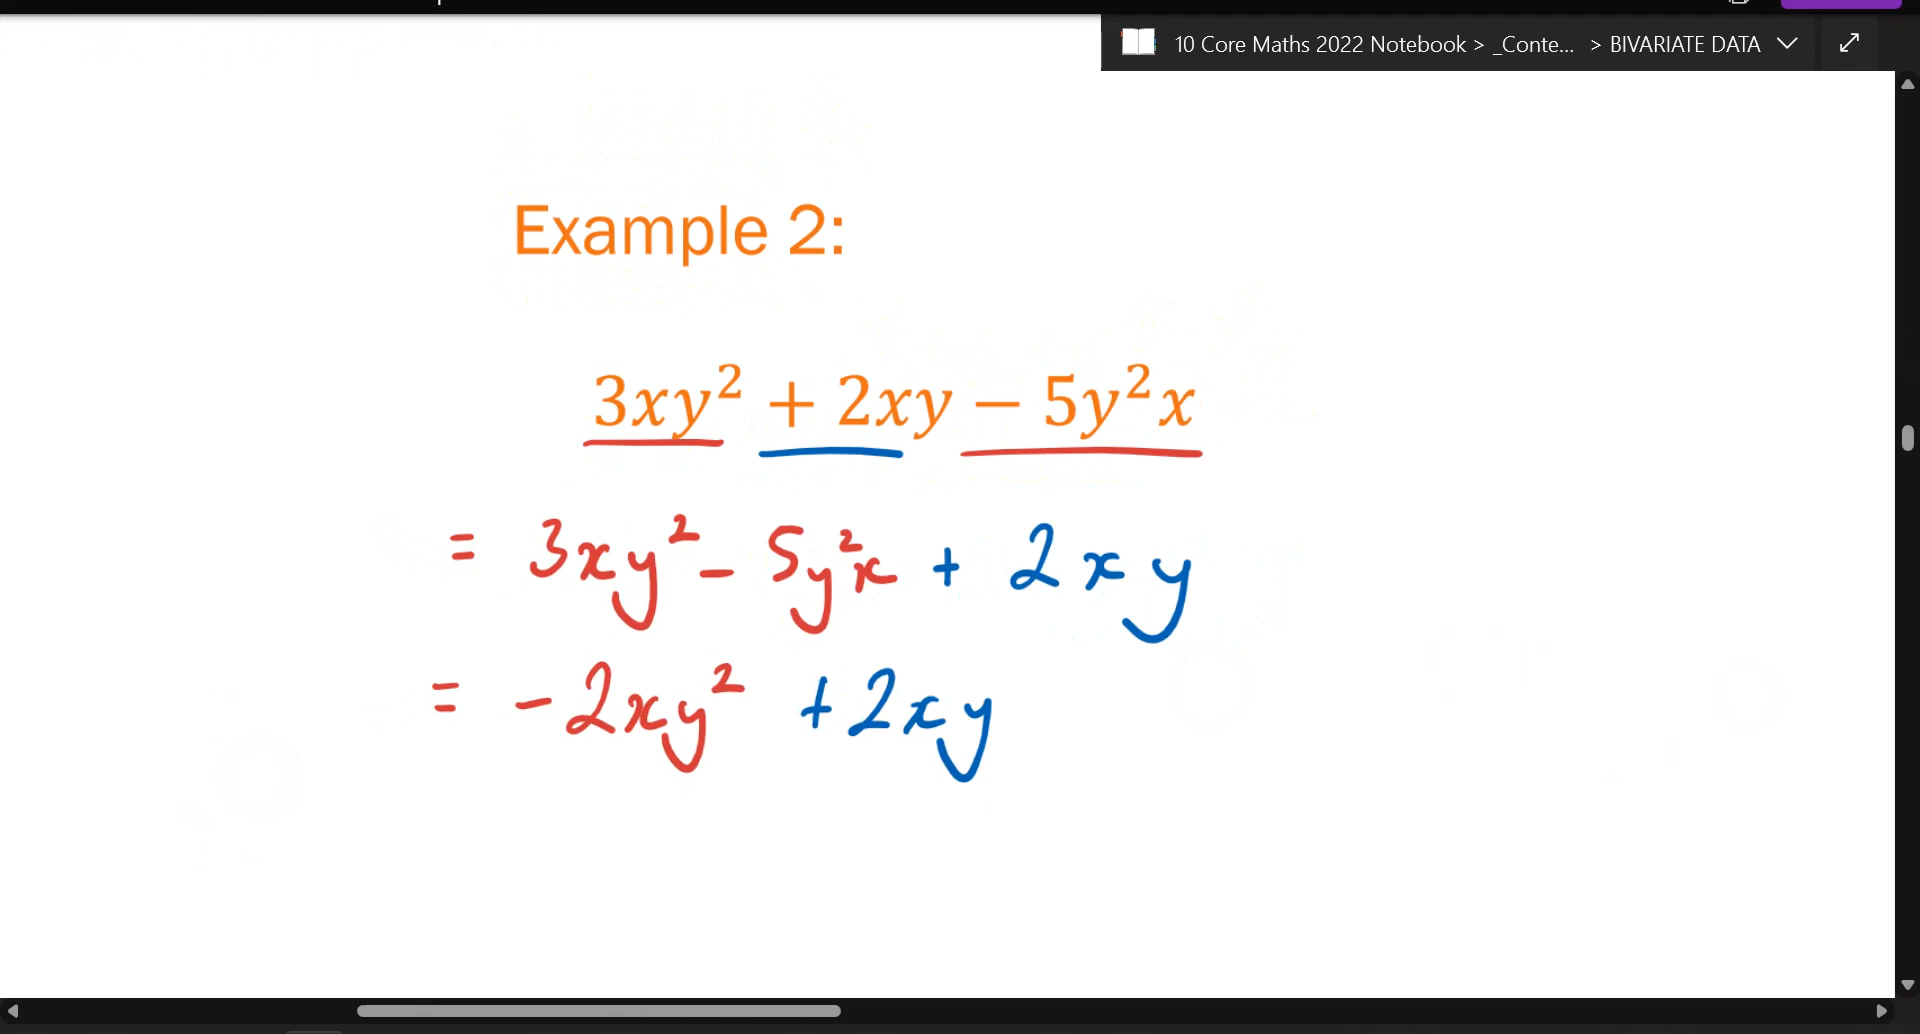 10 Core Maths 2022 Notebook > _Conte... > BIVARIATE DATA
Example 2:
3xy² + 2xy − 5y²x
= 3xy² - 5y²x + 2xy
= -2xy² +2xy